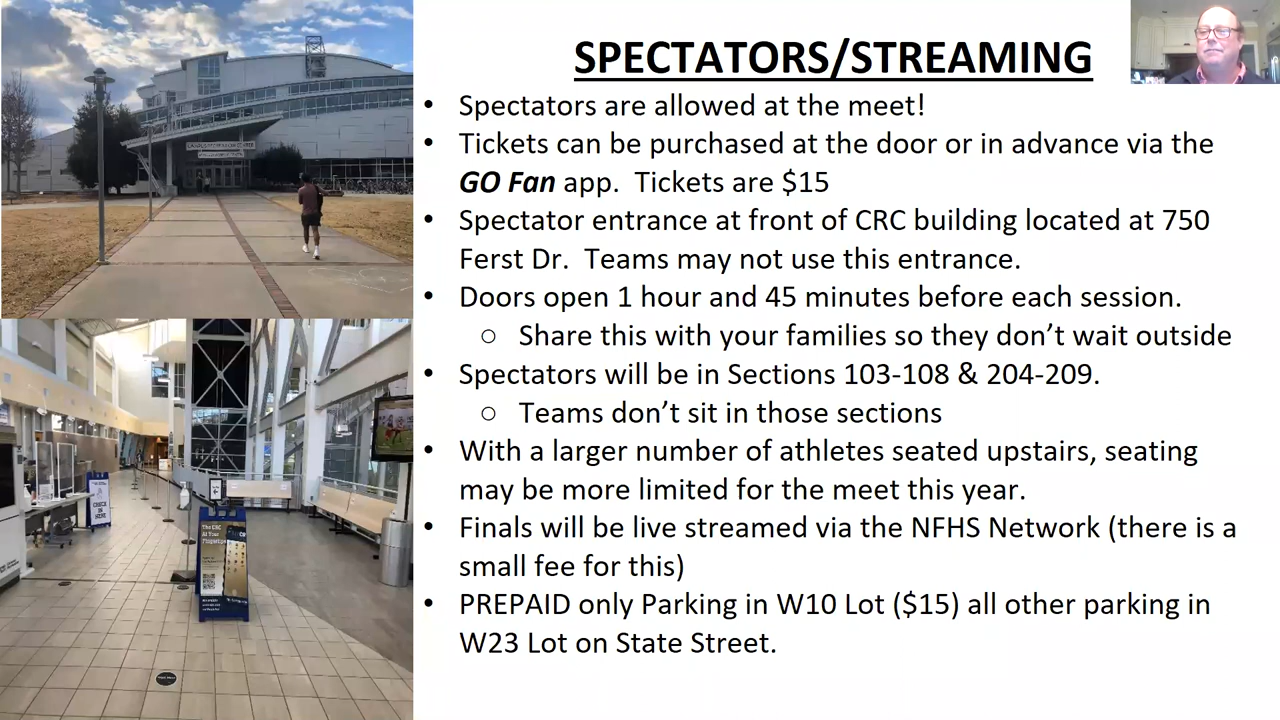 SPECTATORS/STREAMING
• Spectators are allowed at the meet!
• Tickets can be purchased at the door or in advance via the
GO Fan app.  Tickets are $15
• Spectator entrance at front of CRC building located at 750
Ferst Dr.  Teams may not use this entrance.
• Doors open 1 hour and 45 minutes before each session.
○ Share this with your families so they don’t wait outside
• Spectators will be in Sections 103-108 & 204-209.
○ Teams don’t sit in those sections
• With a larger number of athletes seated upstairs, seating
may be more limited for the meet this year.
• Finals will be live streamed via the NFHS Network (there is a
small fee for this)
• PREPAID only Parking in W10 Lot ($15) all other parking in
W23 Lot on State Street.
CHECK
IN
HERE
The CRC
At Your
Fingertips